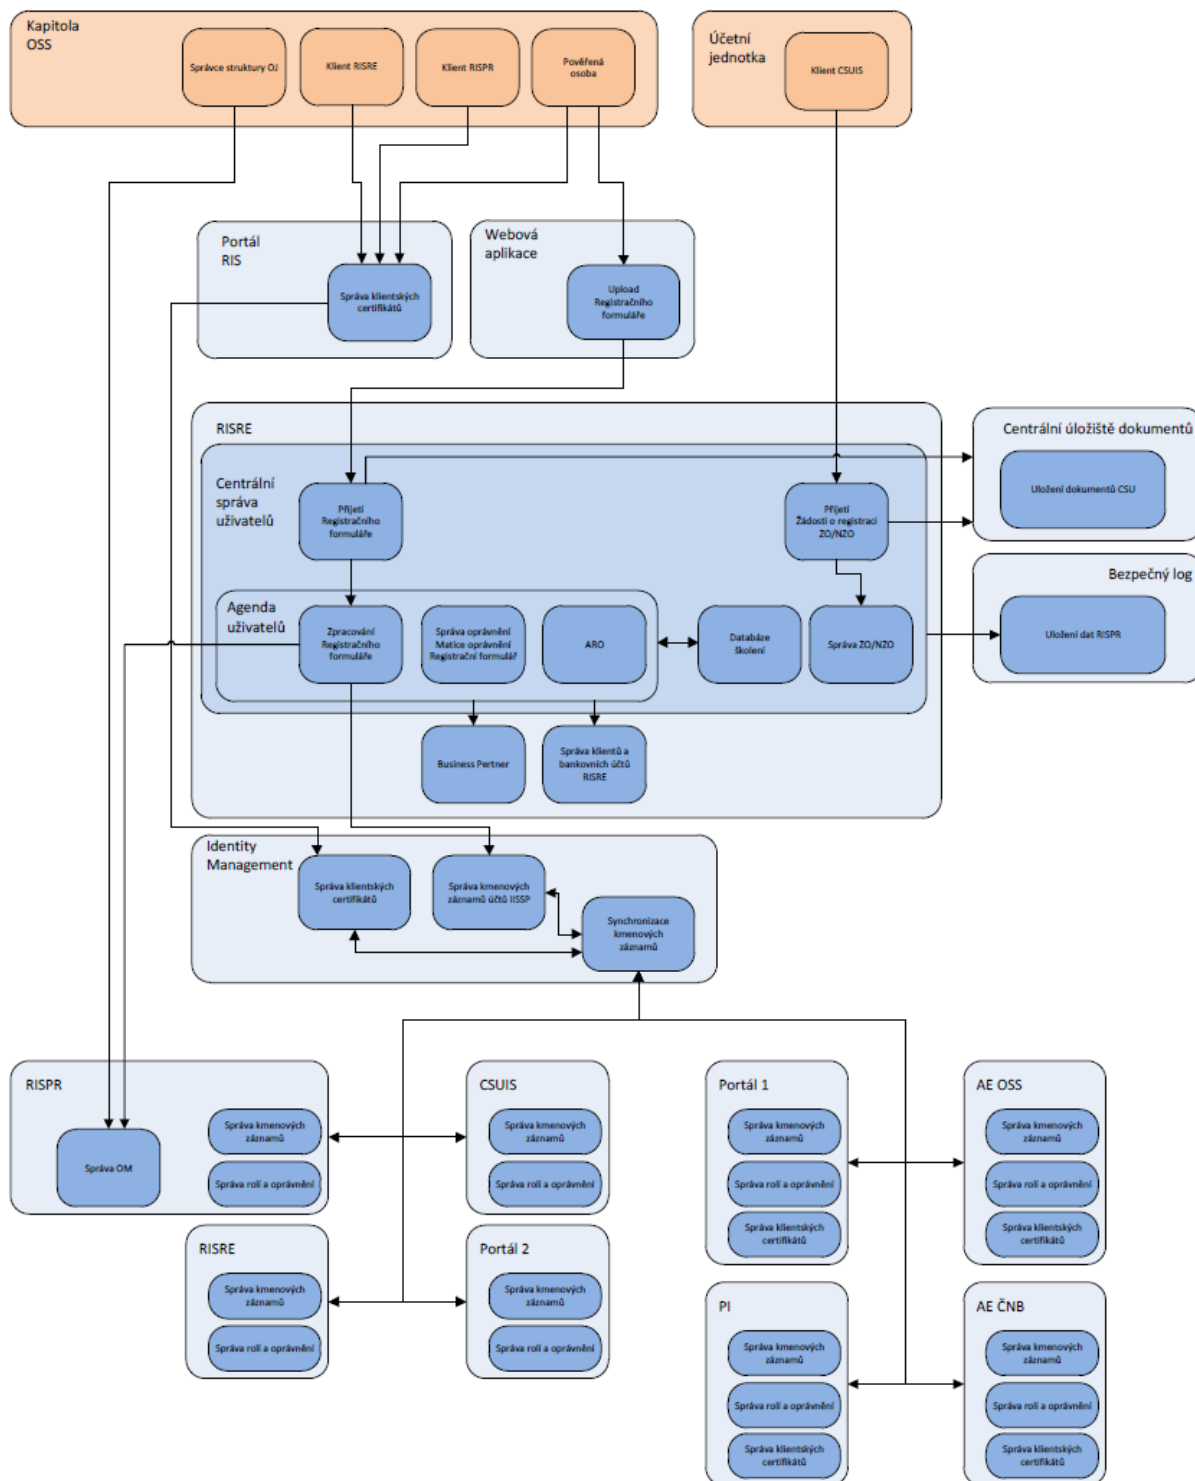 Kapitola
OSS
Správce struktury OJ
Klient RISRE
Klient RISPR
Pověřená
osoba
Účetní
jednotka
Klient CSUIS
Portál
RIS
Správa klientských
certifikátů
Webová
aplikace
Upload
Registračního
formuláře
RISRE
Centrální
správa
uživatelů
Přijetí
Registračního
formuláře
Přijetí
Žádosti o registraci
ZO/NZO
Centrální úložiště dokumentů
Uložení dokumentů CSU
Bezpečný log
Uložení dat RISPR
Agenda
uživatelů
Zpracování
Registračního
formuláře
Správa oprávnění
Matice oprávnění
Registrační formulář
ARO
Databáze
školení
Správa ZO/NZO
Business Pertner
Správa klientů a
bankovních účtů
RISRE
Identity
Management
Správa klientských
certifikátů
Správa kmenových
záznamů účtů IISSP
Synchronizace
kmenových
záznamů
RISPR
Správa OM
Správa kmenových
záznamů
Správa rolí a oprávnění
CSUIS
Správa kmenových
záznamů
Správa rolí a oprávnění
Portál 1
Správa kmenových
záznamů
Správa rolí a oprávnění
Správa klientských
certifikátů
AE OSS
Správa kmenových
záznamů
Správa rolí a oprávnění
Správa klientských
certifikátů
RISRE
Správa kmenových
záznamů
Správa rolí a oprávnění
Portál 2
Správa kmenových
záznamů
Správa rolí a oprávnění
PI
Správa kmenových
záznamů
Správa rolí a oprávnění
Správa klientských
certifikátů
AE ČNB
Správa kmenových
záznamů
Správa rolí a oprávnění
Správa klientských
certifikátů